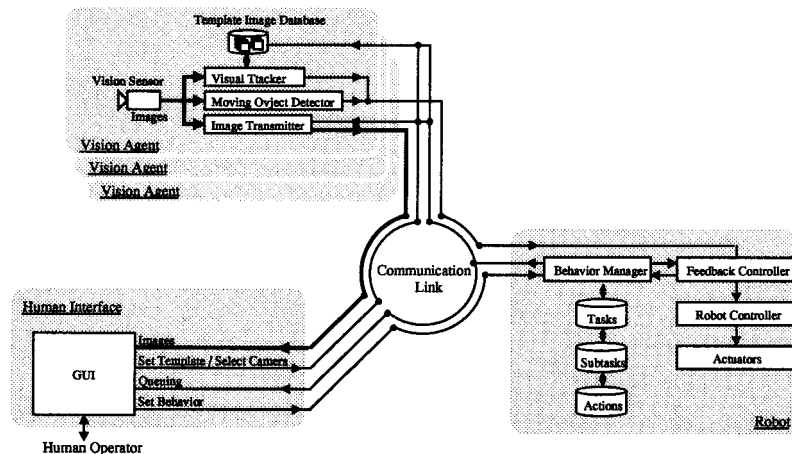 Template Image Database
Vision Sensor
Visual Ttacker
Moving Ovject Detector
Images
Image Transmitter
Vision Agent
Vision Agent
Vision Agent
Communication
Link
Behavior Manager
Feedback Controller
Tasks
Robot Controller
Subtasks
Actuators
Actions
Robot
Human Interface
Images
Set Template / Select Camera
GUI
Quening
Set Behavior
Human Operator